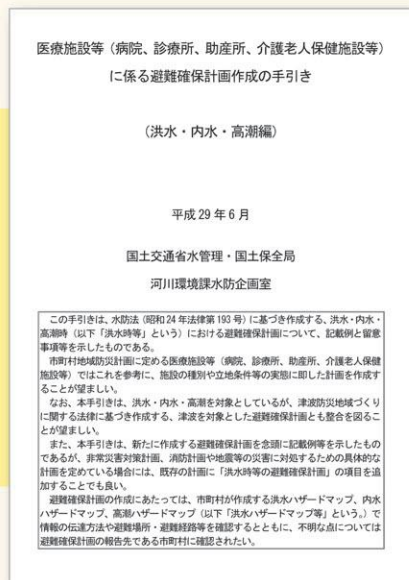 医療施設等（病院、診療所、助産所、介護老人保健施設等）
に係る避難確保計画作成の手引き
（洪水・内水・高潮編）
平成 29 年 6 月
国土交通省水管理・国土保全局
河川環境課水防企画室
この手引きは、水防法（昭和 24 年法律第 193 号）に基づき作成する、洪水・内水・
高潮時（以下「洪水時等」という）における避難確保計画について、記載例と留意
事項等を示したものである。
市町村地域防災計画に定める医療施設等（病院、診療所、助産所、介護老人保健
施設等）ではこれを参考に、施設の種別や立地条件等の実態に即した計画を作成す
ることが望ましい。
なお、本手引きは、洪水・内水・高潮を対象としているが、津波防災地域づくり
に関する法律に基づき作成する、津波を対象とした避難確保計画とも整合を図るこ
とが望ましい。
また、本手引きは、新たに作成する避難確保計画を念頭に記載例等を示したもの
であるが、非常災害対策計画、消防計画や地震等の災害に対処するための具体的な
計画を定めている場合には、既存の計画に「洪水時等の避難確保計画」の項目を追
加することでも良い。
避難確保計画の作成にあたっては、市町村が作成する洪水ハザードマップ、内水
ハザードマップ、高潮ハザードマップ（以下「洪水ハザードマップ等」という。）で
情報の伝達方法や避難場所・避難経路等を確認するとともに、不明な点については
避難確保計画の報告先である市町村に確認されたい。